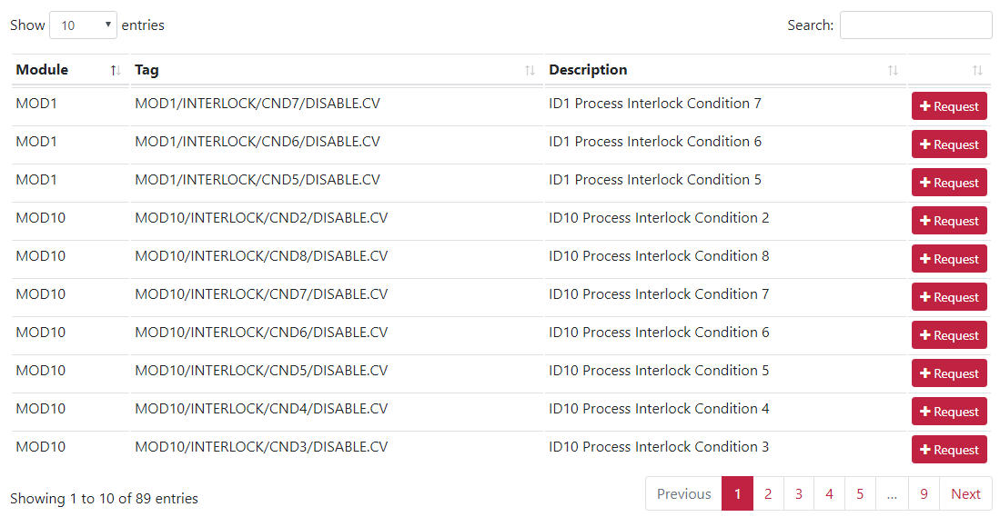 Show 10 entries Search:
Module Tag Description
MOD1 MOD1/INTERLOCK/CND7/DISABLE.CV ID1 Process Interlock Condition 7 Request
MOD1 MOD1/INTERLOCK/CND6/DISABLE.CV ID1 Process Interlock Condition 6 Request
MOD1 MOD1/INTERLOCK/CND5/DISABLE.CV ID1 Process Interlock Condition 5 Request
MOD10 MOD10/INTERLOCK/CND2/DISABLE.CV ID10 Process Interlock Condition 2 Request
MOD10 MOD10/INTERLOCK/CND8/DISABLE.CV ID10 Process Interlock Condition 8 Request
MOD10 MOD10/INTERLOCK/CND7/DISABLE.CV ID10 Process Interlock Condition 7 Request
MOD10 MOD10/INTERLOCK/CND6/DISABLE.CV ID10 Process Interlock Condition 6 Request
MOD10 MOD10/INTERLOCK/CND5/DISABLE.CV ID10 Process Interlock Condition 5 Request
MOD10 MOD10/INTERLOCK/CND4/DISABLE.CV ID10 Process Interlock Condition 4 Request
MOD10 MOD10/INTERLOCK/CND3/DISABLE.CV ID10 Process Interlock Condition 3 Request
Showing 1 to 10 of 89 entries Previous 1 2 3 4 5 ... 9 Next